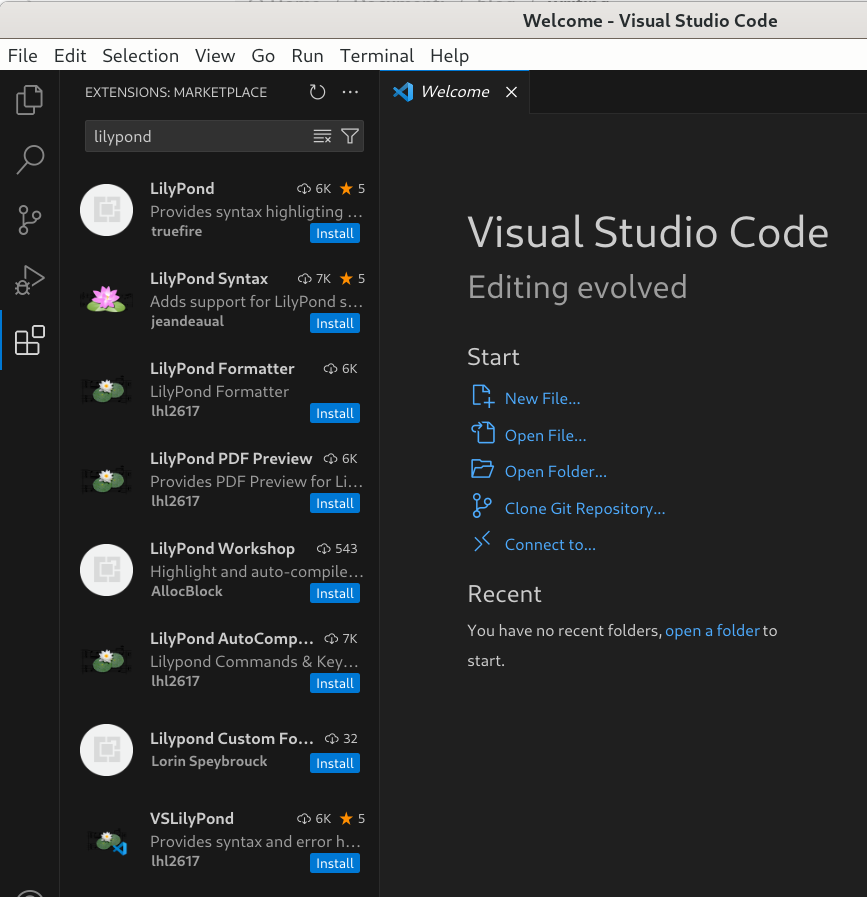 Welcome - Visual Studio Code
File Edit Selection View Go Run Terminal Help
EXTENSIONS: MARKETPLACE
Welcome
lilypond
LilyPond 6K 5
Provides syntax highligting ...
truefire Install
LilyPond Syntax 7K 5
Adds support for LilyPond s...
jeandeaual Install
LilyPond Formatter 6K
LilyPond Formatter
lhl2617 Install
LilyPond PDF Preview 6K
Provides PDF Preview for Li...
lhl2617 Install
LilyPond Workshop 543
Highlight and auto-compile...
AllocBlock Install
LilyPond AutoComp... 7K
Lilypond Commands & Key...
lhl2617 Install
Lilypond Custom Fo... 32
Lorin Speybrouck Install
VSLilyPond 6K 5
Provides syntax and error h...
lhl2617 Install
Visual Studio Code
Editing evolved
Start
New File...
Open File...
Open Folder...
Clone Git Repository...
Connect to...
Recent
You have no recent folders, open a folder to
start.